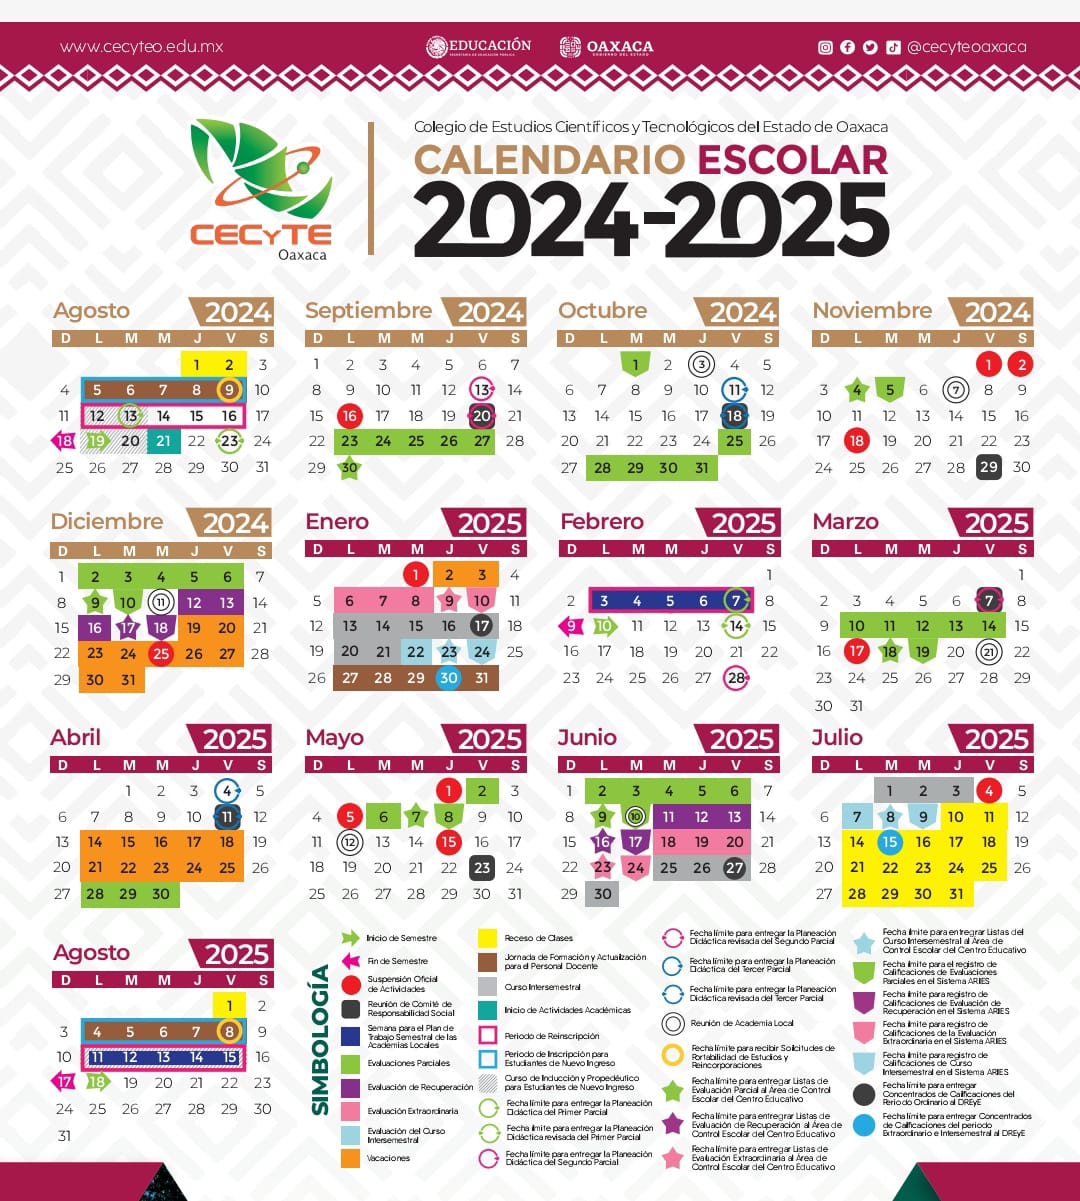 www.cecyteo.edu.mx
EDUCACIÓN
SECRETARÍA DE EDUCACIÓN PÚBLICA
OAXACA
GOBIERNO DEL ESTADO
@cecyteoaxaca
CECyTE
Oaxaca
Colegio de Estudios Científicos y Tecnológicos del Estado de Oaxaca
CALENDARIO ESCOLAR
2024-2025
Agosto 2024
D L M M J V S
1 2 3
4 5 6 7 8 9 10
11 12 13 14 15 16 17
18 19 20 21 22 23 24
25 26 27 28 29 30 31
Septiembre 2024
D L M M J V S
1 2 3 4 5 6 7
8 9 10 11 12 13 14
15 16 17 18 19 20 21
22 23 24 25 26 27 28
29 30
Octubre 2024
D L M M J V S
1 2 3 4 5
6 7 8 9 10 11 12
13 14 15 16 17 18 19
20 21 22 23 24 25 26
27 28 29 30 31
Noviembre 2024
D L M M J V S
1 2
3 4 5 6 7 8 9
10 11 12 13 14 15 16
17 18 19 20 21 22 23
24 25 26 27 28 29 30
Diciembre 2024
D L M M J V S
1 2 3 4 5 6 7
8 9 10 11 12 13 14
15 16 17 18 19 20 21
22 23 24 25 26 27 28
29 30 31
Enero 2025
D L M M J V S
1 2 3 4
5 6 7 8 9 10 11
12 13 14 15 16 17 18
19 20 21 22 23 24 25
26 27 28 29 30 31
Febrero 2025
D L M M J V S
1
2 3 4 5 6 7 8
9 10 11 12 13 14 15
16 17 18 19 20 21 22
23 24 25 26 27 28
Marzo 2025
D L M M J V S
1
2 3 4 5 6 7 8
9 10 11 12 13 14 15
16 17 18 19 20 21 22
23 24 25 26 27 28 29
30 31
Abril 2025
D L M M J V S
1 2 3 4 5
6 7 8 9 10 11 12
13 14 15 16 17 18 19
20 21 22 23 24 25 26
27 28 29 30
Mayo 2025
D L M M J V S
1 2 3
4 5 6 7 8 9 10
11 12 13 14 15 16 17
18 19 20 21 22 23 24
25 26 27 28 29 30 31
Junio 2025
D L M M J V S
1 2 3 4 5 6 7
8 9 10 11 12 13 14
15 16 17 18 19 20 21
22 23 24 25 26 27 28
29 30
Julio 2025
D L M M J V S
1 2 3 4 5
6 7 8 9 10 11 12
13 14 15 16 17 18 19
20 21 22 23 24 25 26
27 28 29 30 31
Agosto 2025
D L M M J V S
1 2
3 4 5 6 7 8 9
10 11 12 13 14 15 16
17 18 19 20 21 22 23
24 25 26 27 28 29 30
31
SIMBOLOGÍA
Inicio de Semestre
Fin de Semestre
Suspensión Oficial
de Actividades
Reunión de Comité de
Responsabilidad Social
Semana para el Plan de
Trabajo Semestral de las
Academias Locales
Evaluaciones Parciales
Evaluación de Recuperación
Evaluación Extraordinaria
Evaluación del Curso
Intersemestral
Vacaciones
Receso de Clases
Jornada de Formación y Actualización
para el Personal Docente
Curso Intersemestral
Inicio de Actividades Académicas
Periodo de Reinscripción
Periodo de Inscripción para
Estudiantes de Nuevo Ingreso
Curso de Inducción y Propedéutico
para Estudiantes de Nuevo Ingreso
Fecha límite para entregar la Planeación
Didáctica del Primer Parcial
Fecha límite para entregar la Planeación
Didáctica revisada del Primer Parcial
Fecha límite para entregar la Planeación
Didáctica del Segundo Parcial
Fecha límite para entregar la Planeación
Didáctica revisada del Segundo Parcial
Fecha límite para entregar la Planeación
Didáctica del Tercer Parcial
Fecha límite para entregar la Planeación
Didáctica revisada del Tercer Parcial
Reunión de Academia Local
Fecha límite para recibir Solicitudes de
Portabilidad de Estudios y
Reincorporaciones
Fecha límite para entregar Listas de
Evaluación Parcial al Área de Control
Escolar del Centro Educativo
Fecha límite para entregar Listas de
Evaluación de Recuperación al Área de
Control Escolar del Centro Educativo
Fecha límite para entregar Listas de
Evaluación Extraordinaria al Área de
Control Escolar del Centro Educativo
Fecha límite para entregar Listas del
Curso Intersemestral al Área de
Control Escolar del Centro Educativo
Fecha límite para el registro de
Calificaciones de Evaluaciones
Parciales en el Sistema ARIIES
Fecha límite para registro de
Calificaciones de Evaluación de
Recuperación en el Sistema ARIIES
Fecha límite para registro de
Calificaciones de la Evaluación
Extraordinaria en el Sistema ARIIES
Fecha límite para registro de
Calificaciones de Curso
Intersemestral en el Sistema ARIIES
Fecha límite para entregar
Concentrados de Calificaciones del
Periodo Ordinario al DREyE
Fecha límite para entregar Concentrados
de Calificaciones del periodo
Extraordinario e Intersemestral al DREyE